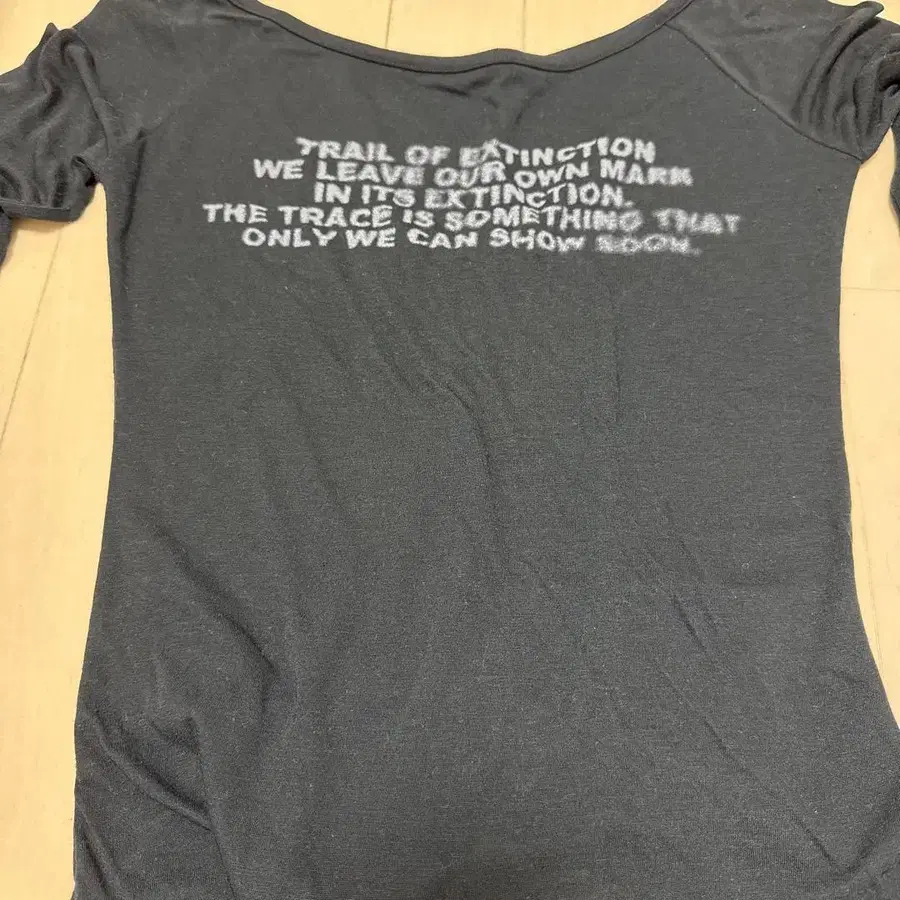 TRAIL OF EXTINCTION
WE LEAVE OUR OWN MARK
IN ITS EXTINCTION.
THE TRACE IS SOMETHING THAT
ONLY WE CAN SHOW SOON.